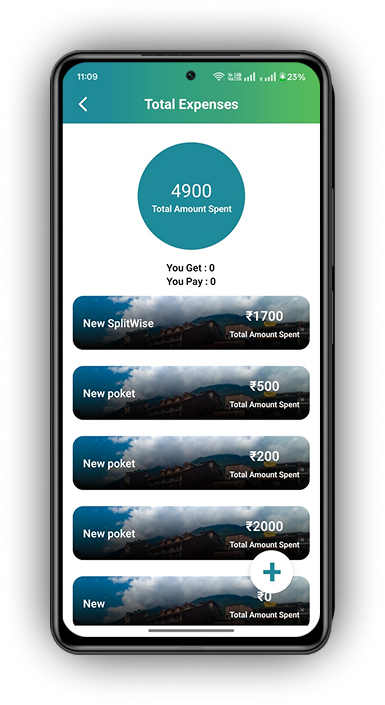 11:09
23%
Total Expenses
4900
Total Amount Spent
You Get : 0
You Pay : 0
New SplitWise
₹1700
Total Amount Spent
New poket
₹500
Total Amount Spent
New poket
₹200
Total Amount Spent
New poket
₹2000
Total Amount Spent
New
₹0
Total Amount Spent